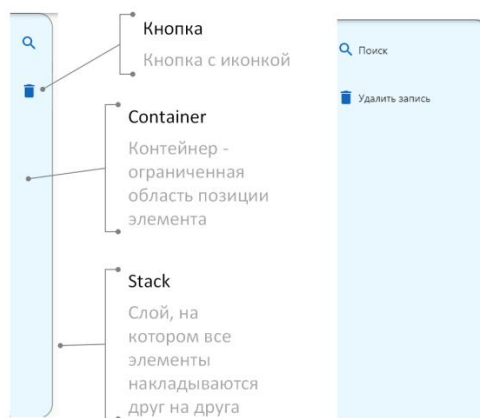 Кнопка
Кнопка с иконкой
Container
Контейнер -
ограниченная
область позиции
элемента
Stack
Слой, на
котором все
элементы
накладываются
друг на друга
Поиск
Удалить запись